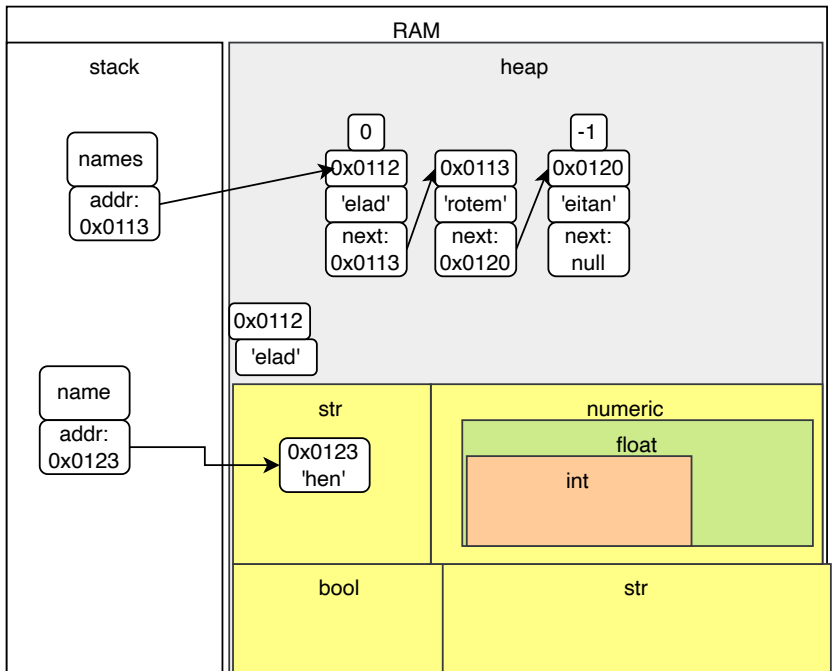 RAM
stack
heap
0
-1
names
addr:
0x0113
0x0112
'elad'
next:
0x0113
0x0113
'rotem'
next:
0x0120
0x0120
'eitan'
next:
null
0x0112
'elad'
name
addr:
0x0123
str
0x0123
'hen'
numeric
float
int
bool
str